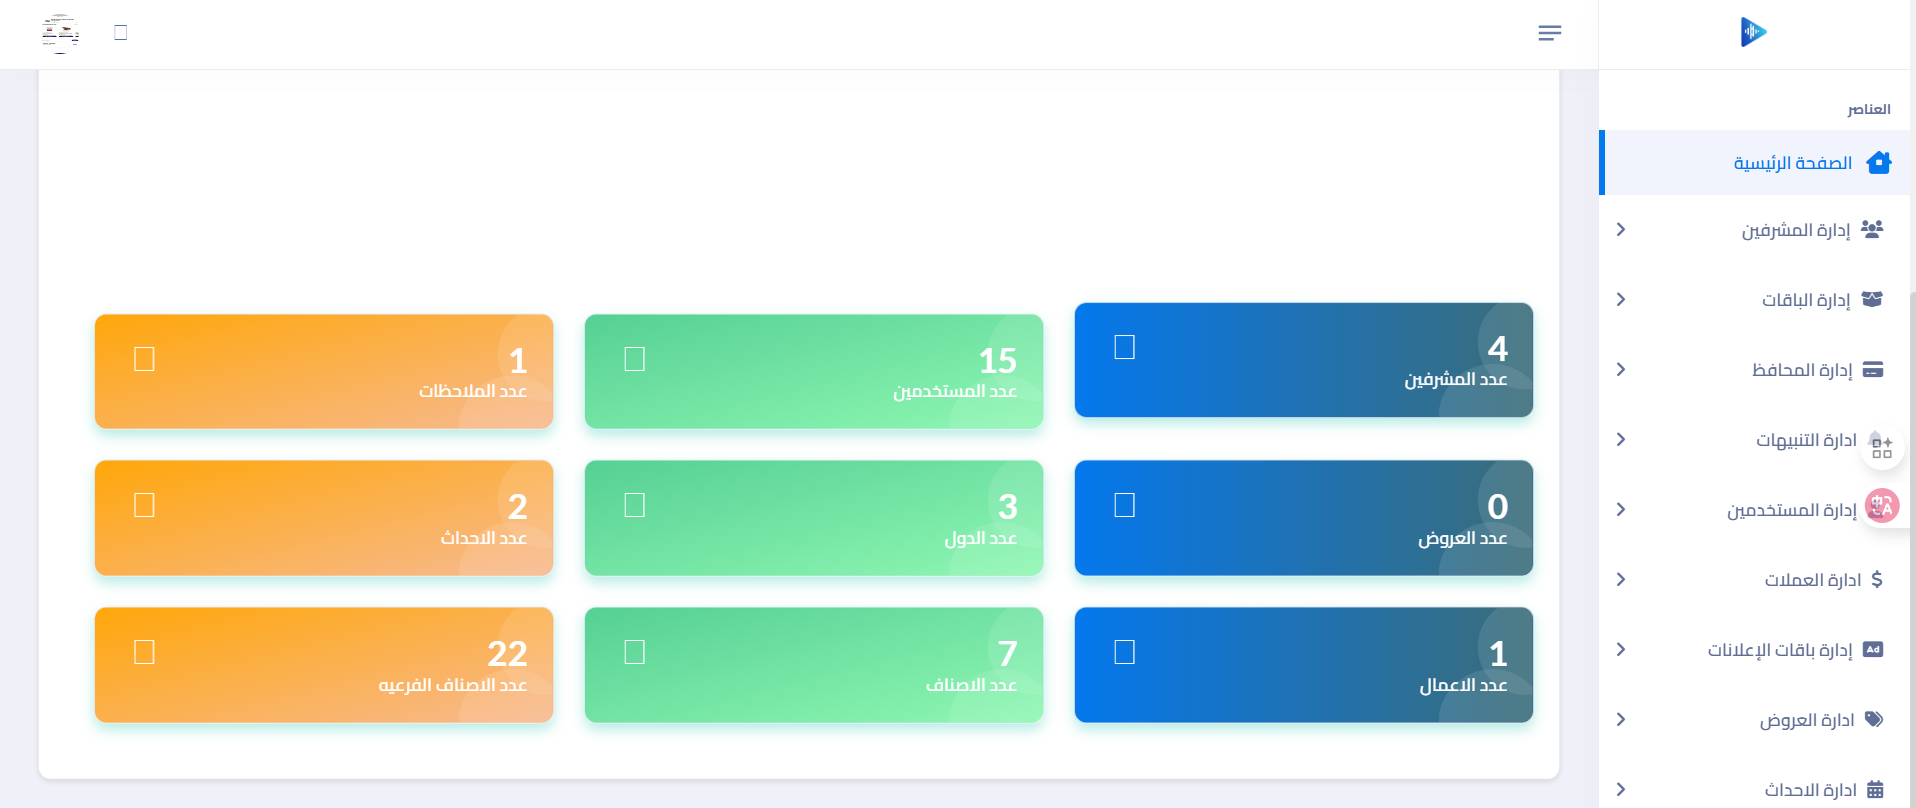 العناصر
الصفحة الرئيسية
إدارة المشرفين
إدارة الباقات
إدارة المحافظ
ادارة التنبيهات
إدارة المستخدمين
ادارة العملات
إدارة باقات الإعلانات
Ad
ادارة العروض
ادارة الاحداث
4
عدد المشرفين
15
عدد المستخدمين
1
عدد الملاحظات
0
عدد العروض
3
عدد الدول
2
عدد الاحداث
1
عدد الاعمال
7
عدد الاصناف
22
عدد الاصناف الفرعيه